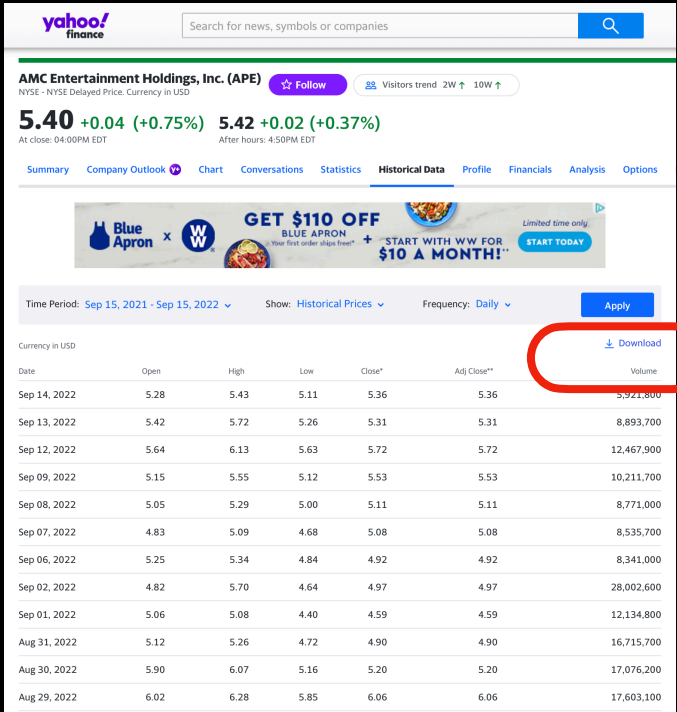 yahoo!
finance
Search for news, symbols or companies
AMC Entertainment Holdings, Inc. (APE)
Follow
Visitors trend 2W ↑ 10W ↑
NYSE - NYSE Delayed Price. Currency in USD
5.40 +0.04 (+0.75%) 5.42 +0.02 (+0.37%)
At close: 04:00PM EDT After hours: 4:50PM EDT
Summary Company Outlook Y+ Chart Conversations Statistics Historical Data Profile Financials Analysis Options
Blue Apron x WW
GET $110 OFF
BLUE APRON
Your first order ships free!*
+ START WITH WW FOR
$10 A MONTH!**
Limited time only.
START TODAY
Time Period: Sep 15, 2021 - Sep 15, 2022 Show: Historical Prices Frequency: Daily Apply
Currency in USD Download
Date Open High Low Close* Adj Close** Volume
Sep 14, 2022 5.28 5.43 5.11 5.36 5.36 5,921,800
Sep 13, 2022 5.42 5.72 5.26 5.31 5.31 8,893,700
Sep 12, 2022 5.64 6.13 5.63 5.72 5.72 12,467,900
Sep 09, 2022 5.15 5.55 5.12 5.53 5.53 10,211,700
Sep 08, 2022 5.05 5.29 5.00 5.11 5.11 8,771,000
Sep 07, 2022 4.83 5.09 4.68 5.08 5.08 8,535,700
Sep 06, 2022 5.25 5.34 4.84 4.92 4.92 8,341,000
Sep 02, 2022 4.82 5.70 4.64 4.97 4.97 28,002,600
Sep 01, 2022 5.06 5.08 4.40 4.59 4.59 12,134,800
Aug 31, 2022 5.12 5.26 4.72 4.90 4.90 16,715,700
Aug 30, 2022 5.90 6.07 5.16 5.20 5.20 17,076,200
Aug 29, 2022 6.02 6.28 5.85 6.06 6.06 17,603,100